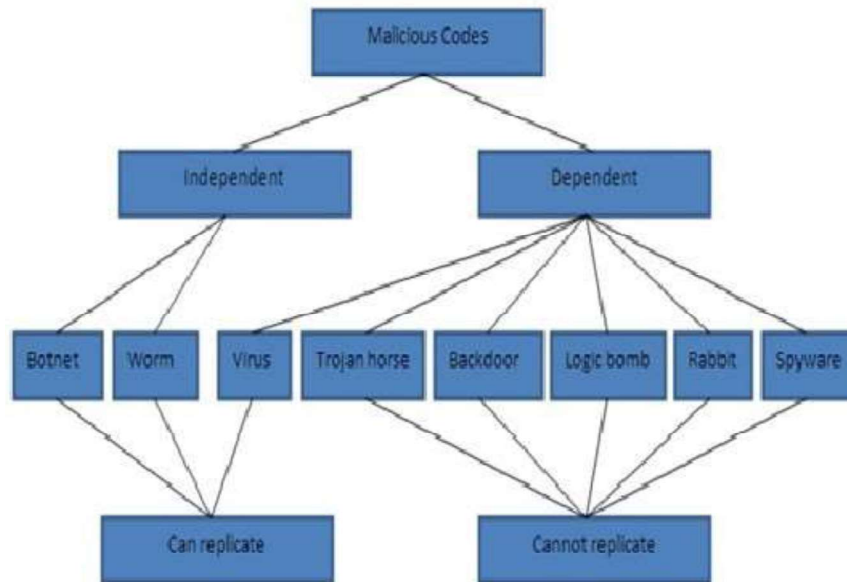 Malicious Codes
Independent
Dependent
Botnet
Worm
Virus
Trojan horse
Backdoor
Logic bomb
Rabbit
Spyware
Can replicate
Cannot replicate